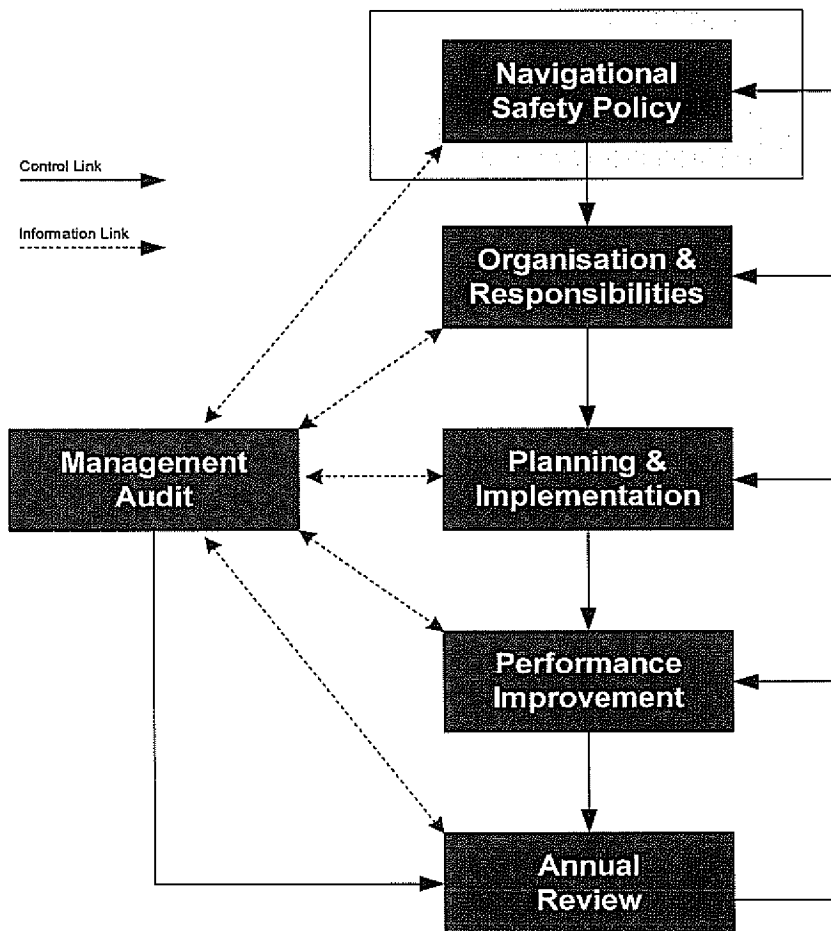 Navigational
Safety Policy
Control Link
Information Link
Organisation &
Responsibilities
Management
Audit
Planning &
Implementation
Performance
Improvement
Annual
Review